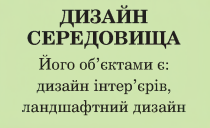 ДИЗАЙН
СЕРЕДОВИЩА
Його об’єктами є:
дизайн інтер’єрів,
ландшафтний дизайн